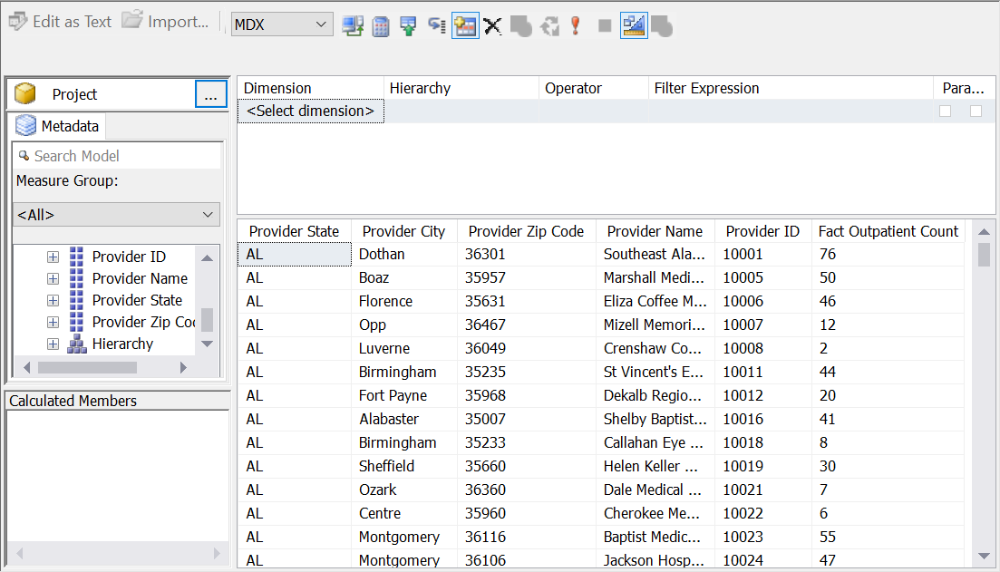 Edit as Text Import... MDX
Project ...
Metadata
Search Model
Measure Group:
<All>
Provider ID
Provider Name
Provider State
Provider Zip Coc
Hierarchy
Calculated Members
Dimension Hierarchy Operator Filter Expression Para...
<Select dimension>
Provider State Provider City Provider Zip Code Provider Name Provider ID Fact Outpatient Count
AL Dothan 36301 Southeast Ala... 10001 76
AL Boaz 35957 Marshall Medi... 10005 50
AL Florence 35631 Eliza Coffee M... 10006 46
AL Opp 36467 Mizell Memori... 10007 12
AL Luverne 36049 Crenshaw Co... 10008 2
AL Birmingham 35235 St Vincent's E... 10011 44
AL Fort Payne 35968 Dekalb Regio... 10012 20
AL Alabaster 35007 Shelby Baptist... 10016 41
AL Birmingham 35233 Callahan Eye ... 10018 8
AL Sheffield 35660 Helen Keller ... 10019 30
AL Ozark 36360 Dale Medical ... 10021 7
AL Centre 35960 Cherokee Me... 10022 6
AL Montgomery 36116 Baptist Medic... 10023 55
AL Montgomery 36106 Jackson Hosp... 10024 47